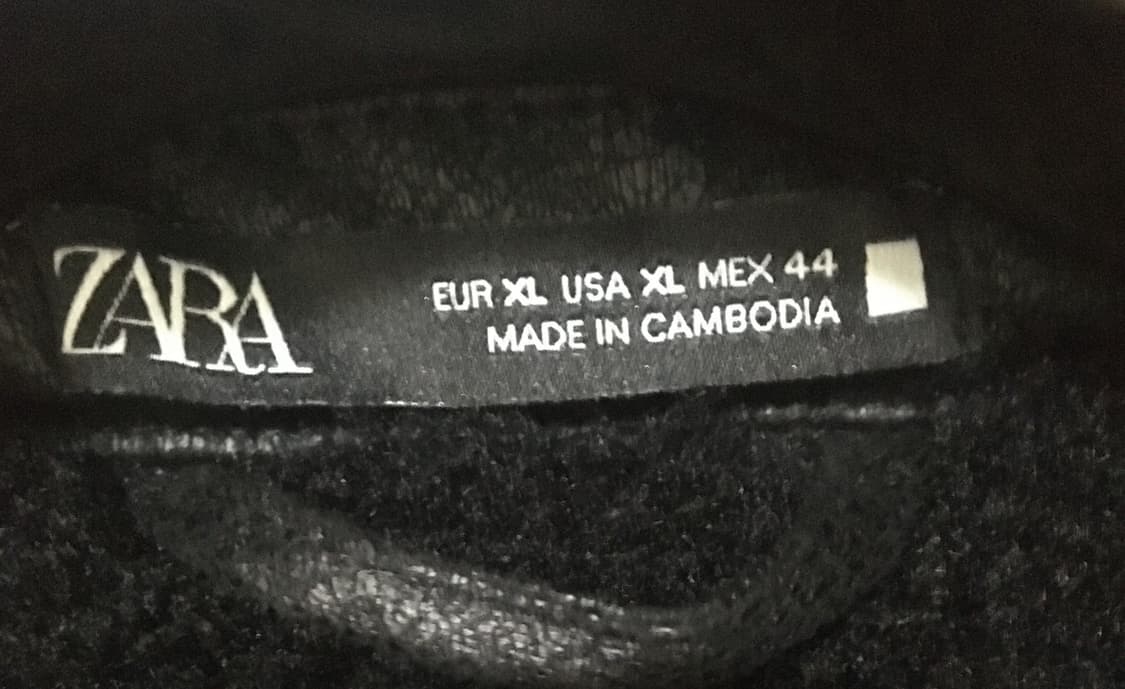 ZARA
EUR XL USA XL MEX 44
MADE IN CAMBODIA